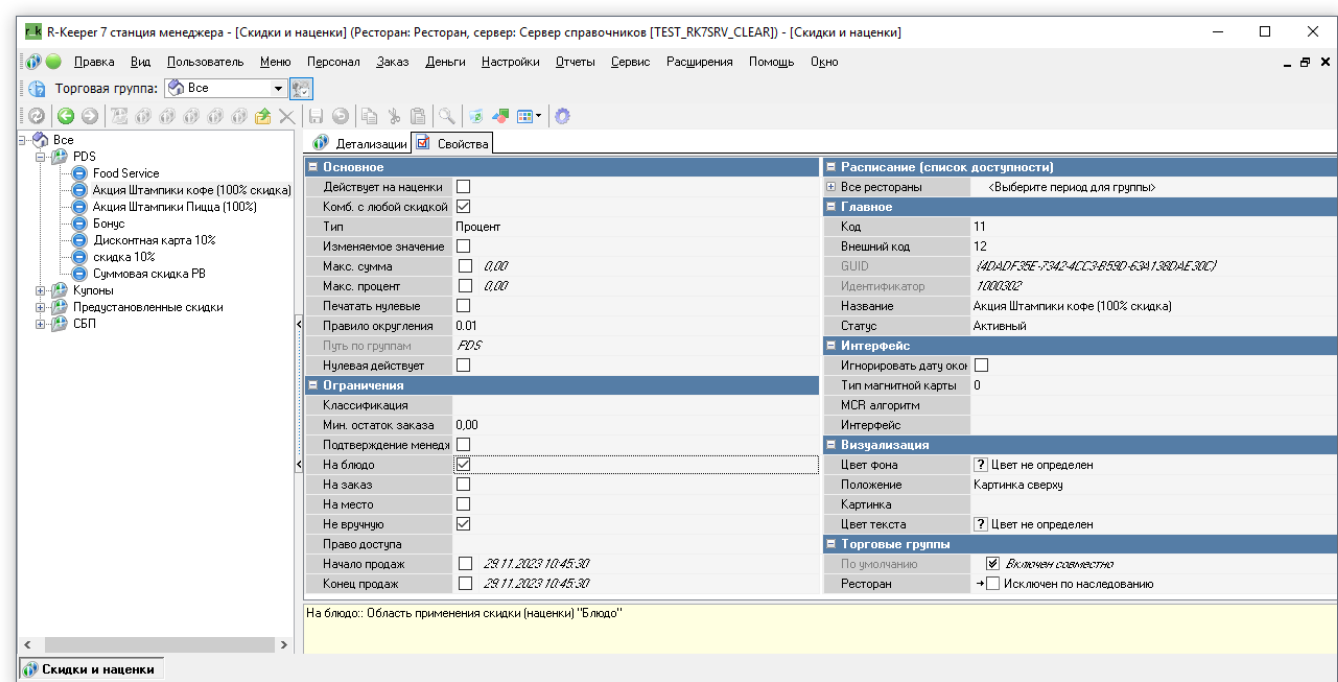 r_k R-Keeper 7 станция менеджера - [Скидки и наценки] (Ресторан: Ресторан, сервер: Сервер справочников [TEST_RK7SRV_CLEAR]) - [Скидки и наценки]
Правка Вид Пользователь Меню Персонал Заказ Деньги Настройки Отчеты Сервис Расширения Помощь Окно
Торговая группа: Все
Все
PDS
Food Service
Акция Штампики кофе (100% скидка)
Акция Штампики Пицца (100%)
Бонус
Дисконтная карта 10%
скидка 10%
Суммовая скидка РВ
Купоны
Предустановленные скидки
СБП
Детализации Свойства
Основное
Действует на наценки
Комб. с любой скидкой
Тип Процент
Изменяемое значение
Макс. сумма 0,00
Макс. процент 0,00
Печатать нулевые
Правило округления 0.01
Путь по группам PDS
Нулевая действует
Ограничения
Классификация
Мин. остаток заказа 0,00
Подтверждение менедж
На блюдо
На заказ
На место
Не вручную
Право доступа
Начало продаж 29.11.2023 10:45:30
Конец продаж 29.11.2023 10:45:30
Расписание (список доступности)
Все рестораны <Выберите период для группы>
Главное
Код 11
Внешний код 12
GUID {4DADF35E-7342-4CC3-B59D-63A138DAE30C}
Идентификатор 1000302
Название Акция Штампики кофе (100% скидка)
Статус Активный
Интерфейс
Игнорировать дату окон
Тип магнитной карты 0
MCR алгоритм
Интерфейс
Визуализация
Цвет фона ? Цвет не определен
Положение Картинка сверху
Картинка
Цвет текста ? Цвет не определен
Торговые группы
По умолчанию Включен совместно
Ресторан Исключен по наследованию
На блюдо:: Область применения скидки (наценки) "Блюдо"
Скидки и наценки